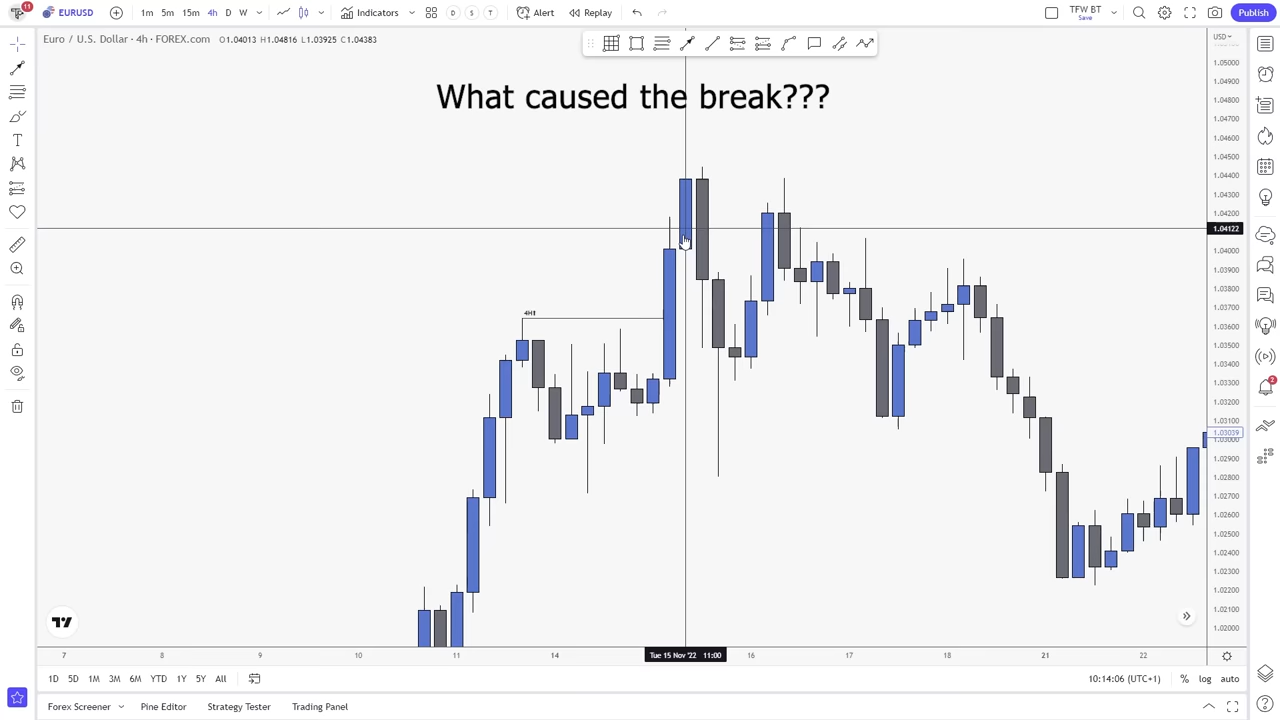 11
EURUSD
1m 5m 15m 4h D W
Indicators
D S T
Alert
Replay
TFW BT
Save
Publish
Euro / U.S. Dollar · 4h · FOREX.com O1.04013 H1.04816 L1.03925 C1.04383
USD
What caused the break???
1.05000
1.04900
1.04800
1.04700
1.04600
1.04500
1.04400
1.04300
1.04200
1.04122
1.04000
1.03900
1.03800
1.03700
1.03600
1.03500
1.03400
1.03300
1.03200
1.03100
1.03039
1.03000
1.02900
1.02800
1.02700
1.02600
1.02500
1.02400
1.02300
1.02200
1.02100
1.02000
2
7 8 9 10 11 14 Tue 15 Nov '22 11:00 16 17 18 21 22
1D 5D 1M 3M 6M YTD 1Y 5Y All
10:14:06 (UTC+1) % log auto
Forex Screener Pine Editor Strategy Tester Trading Panel